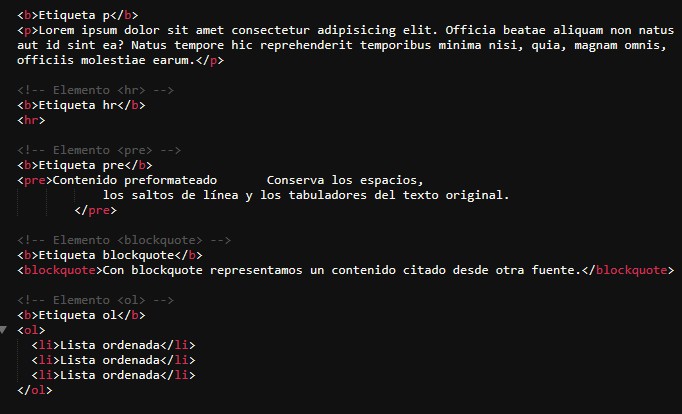 <b>Etiqueta p</b>
<p>Lorem ipsum dolor sit amet consectetur adipisicing elit. Officia beatae aliquam non natus
aut id sint ea? Natus tempore hic reprehenderit temporibus minima nisi, quia, magnam omnis,
officiis molestiae earum.</p>
<!-- Elemento <hr> -->
<b>Etiqueta hr</b>
<hr>
<!-- Elemento <pre> -->
<b>Etiqueta pre</b>
<pre>Contenido preformateado       Conserva los espacios,
            los saltos de línea y los tabuladores del texto original.
        </pre>
<!-- Elemento <blockquote> -->
<b>Etiqueta blockquote</b>
<blockquote>Con blockquote representamos un contenido citado desde otra fuente.</blockquote>
<!-- Elemento <ol> -->
<b>Etiqueta ol</b>
<ol>
  <li>Lista ordenada</li>
  <li>Lista ordenada</li>
  <li>Lista ordenada</li>
</ol>